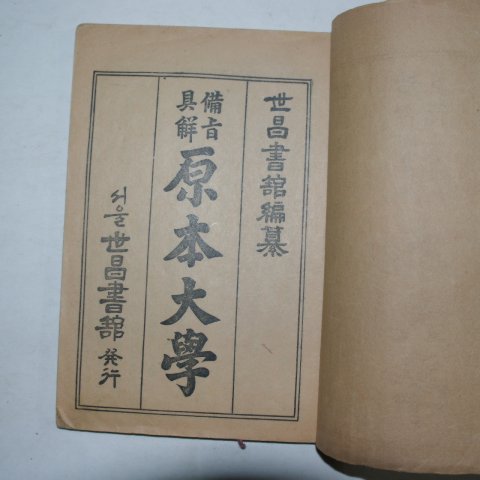 世昌書舘編纂
備旨
具解
原本大學
서울 世昌書舘 発行